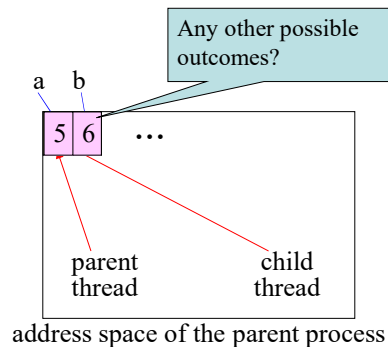 Any other possible
outcomes?
a b
5 6 ...
parent child
thread thread
address space of the parent process